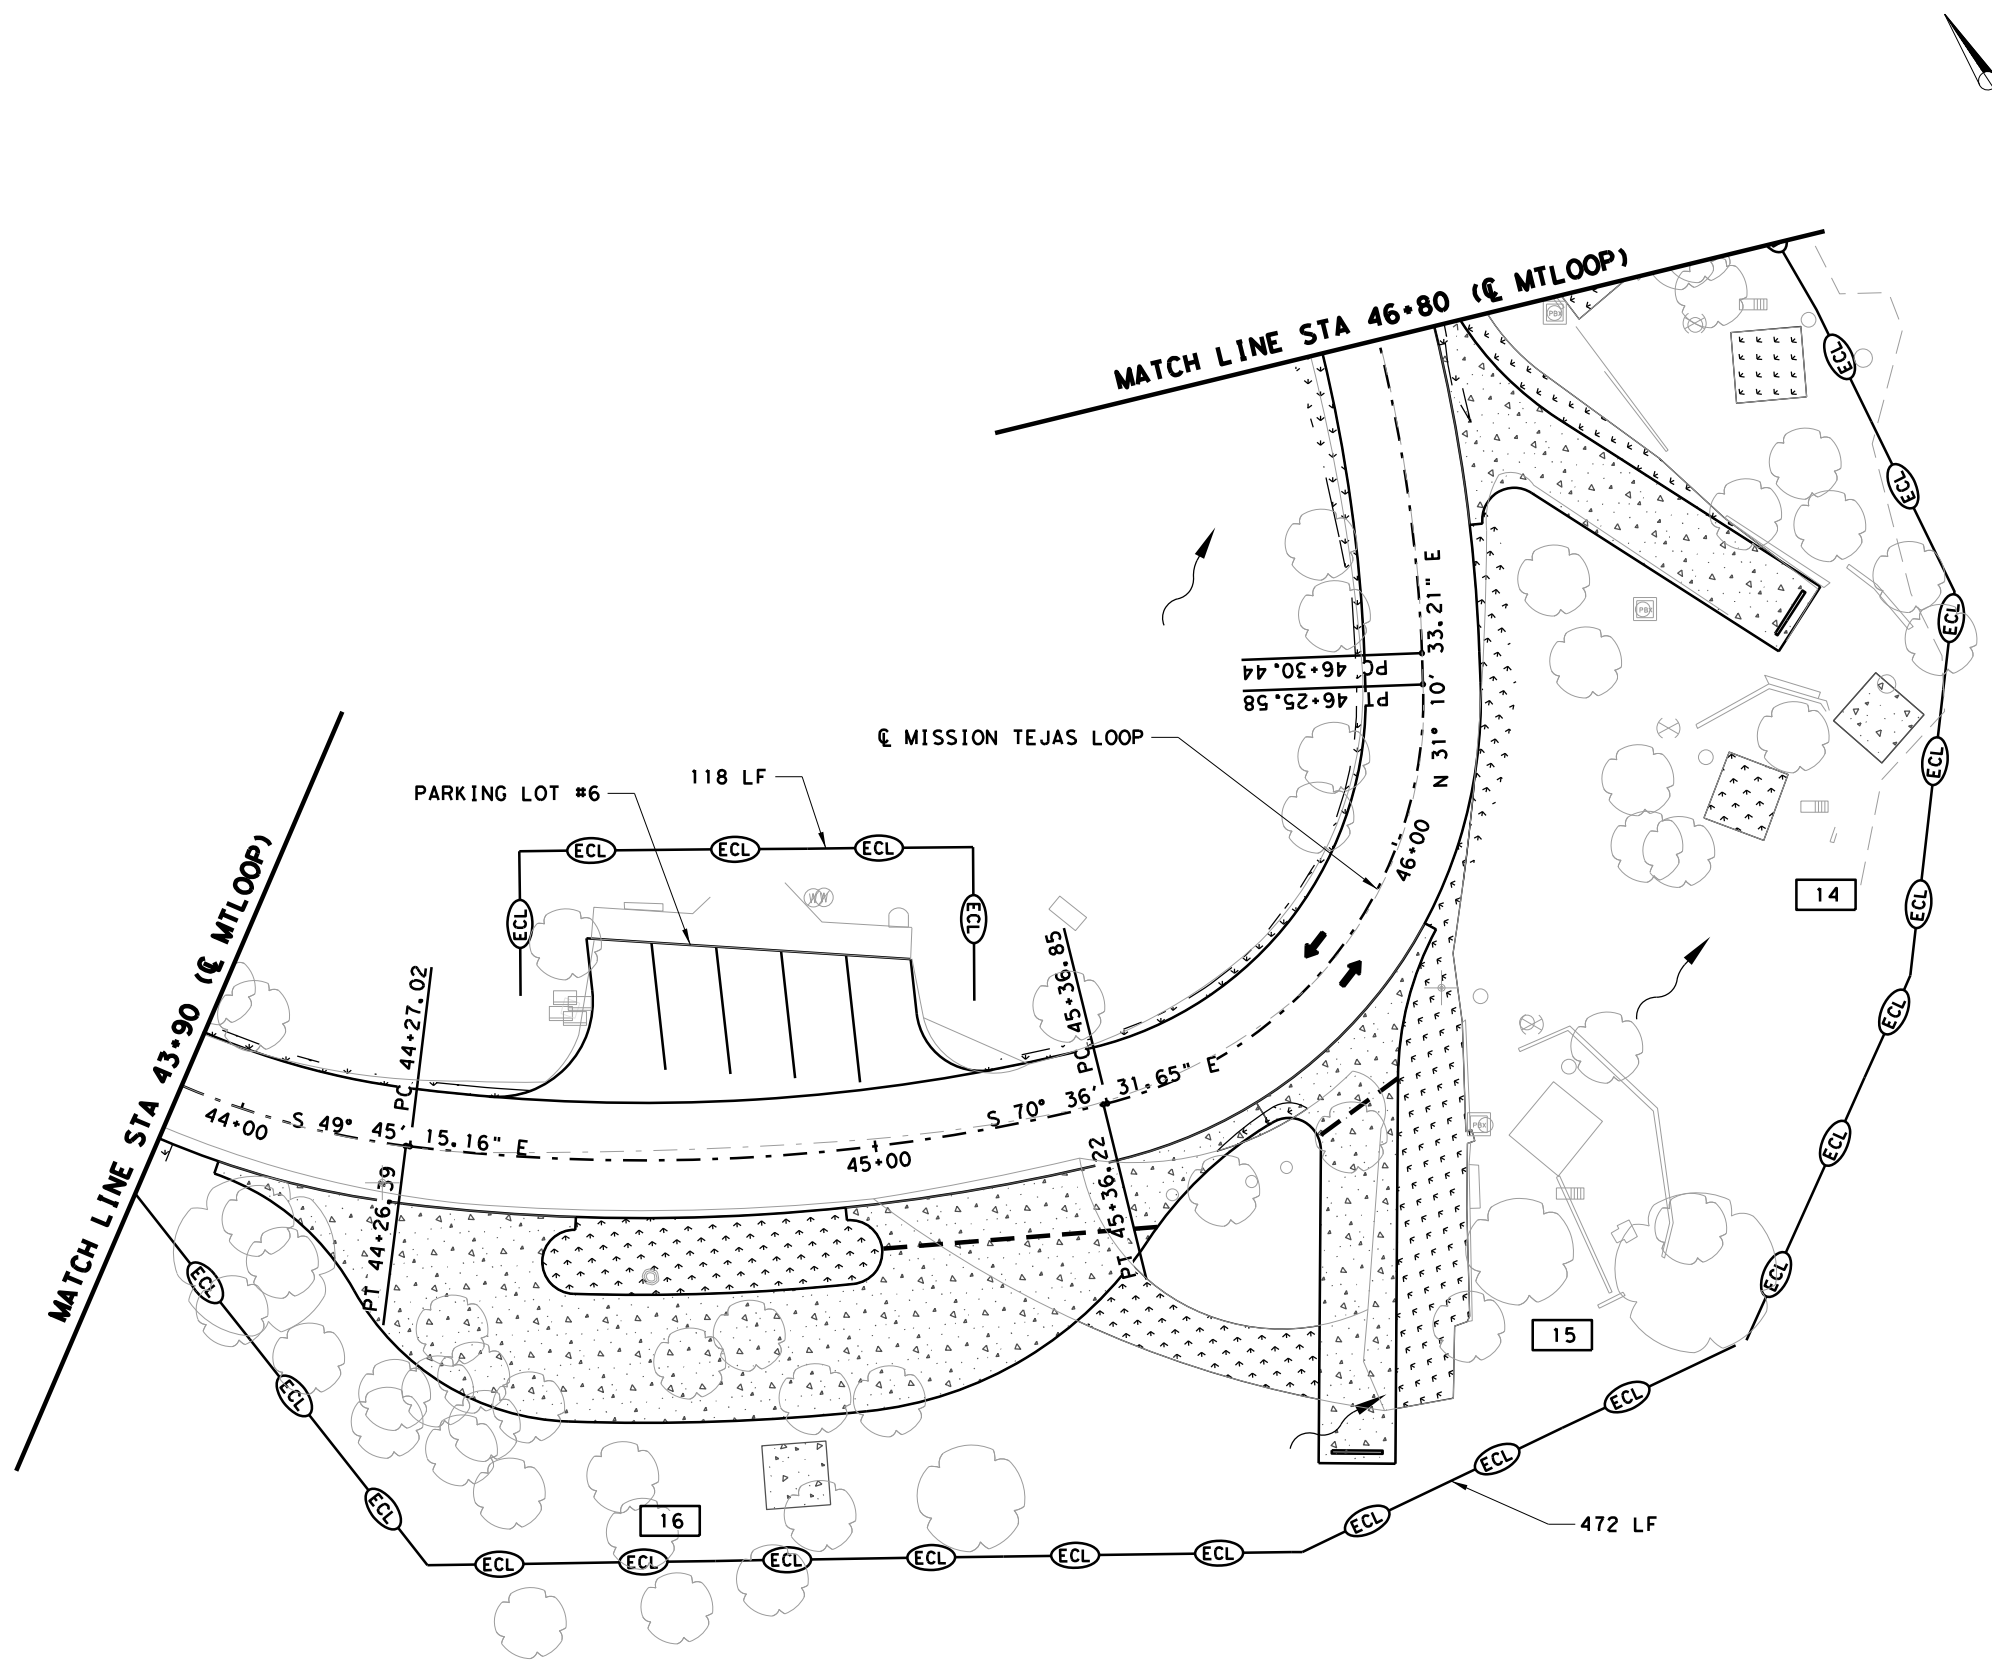 MATCH LINE STA 46+80 (℄ MTLOOP)
PBX
ECL
ECL
N 31° 10' 33.21" E
PC 46+30.44
PT 46+25.58
PBX
ECL
℄ MISSION TEJAS LOOP
118 LF
PARKING LOT #6
ECL
ECL
ECL
ECL
ECL
ECL
46+00
14
ECL
MATCH LINE STA 43+90 (℄ MTLOOP)
W W
PC 44+27.02
PC 45+36.85
ECL
44+00
S 49° 45' 15.16" E
45+00
S 70° 36' 31.65" E
PBX
ECL
PT 44+26.39
PT 45+36.22
ECL
ECL
15
ECL
ECL
ECL
ECL
16
ECL
472 LF
ECL
ECL
ECL
ECL
ECL
ECL